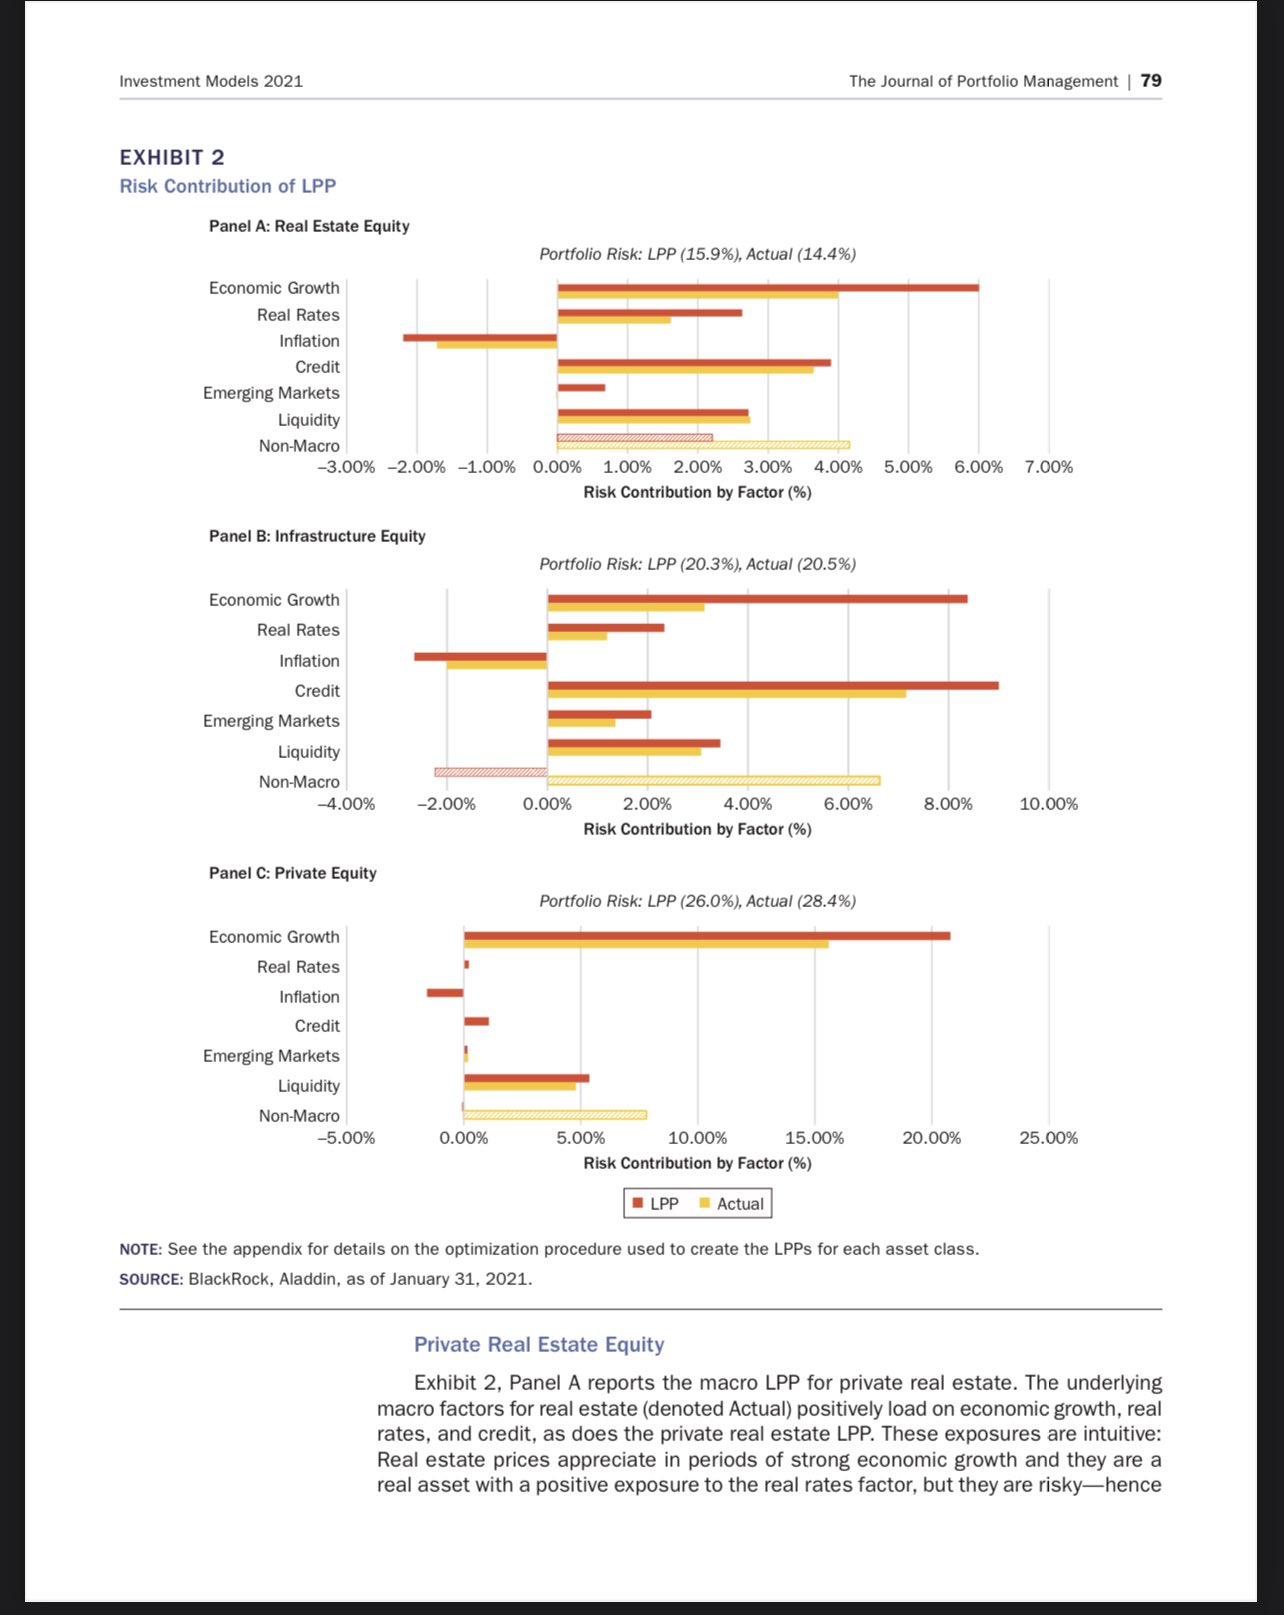 Investment Models 2021
The Journal of Portfolio Management | 79
EXHIBIT 2
Risk Contribution of LPP
Panel A: Real Estate Equity
Portfolio Risk: LPP (15.9%), Actual (14.4%)
Economic Growth
Real Rates
Inflation
Credit
Emerging Markets
Liquidity
Non-Macro
–3.00% –2.00% –1.00% 0.00% 1.00% 2.00% 3.00% 4.00% 5.00% 6.00% 7.00%
Risk Contribution by Factor (%)
Panel B: Infrastructure Equity
Portfolio Risk: LPP (20.3%), Actual (20.5%)
Economic Growth
Real Rates
Inflation
Credit
Emerging Markets
Liquidity
Non-Macro
–4.00% –2.00% 0.00% 2.00% 4.00% 6.00% 8.00% 10.00%
Risk Contribution by Factor (%)
Panel C: Private Equity
Portfolio Risk: LPP (26.0%), Actual (28.4%)
Economic Growth
Real Rates
Inflation
Credit
Emerging Markets
Liquidity
Non-Macro
–5.00% 0.00% 5.00% 10.00% 15.00% 20.00% 25.00%
Risk Contribution by Factor (%)
LPP Actual
NOTE: See the appendix for details on the optimization procedure used to create the LPPs for each asset class.
SOURCE: BlackRock, Aladdin, as of January 31, 2021.
Private Real Estate Equity
Exhibit 2, Panel A reports the macro LPP for private real estate. The underlying
macro factors for real estate (denoted Actual) positively load on economic growth, real
rates, and credit, as does the private real estate LPP. These exposures are intuitive:
Real estate prices appreciate in periods of strong economic growth and they are a
real asset with a positive exposure to the real rates factor, but they are risky—hence